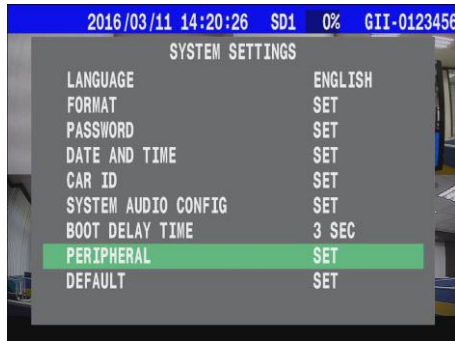 2016/03/11 14:20:26 SD1 0% GII-0123456
SYSTEM SETTINGS
LANGUAGE ENGLISH
FORMAT SET
PASSWORD SET
DATE AND TIME SET
CAR ID SET
SYSTEM AUDIO CONFIG SET
BOOT DELAY TIME 3 SEC
PERIPHERAL SET
DEFAULT SET